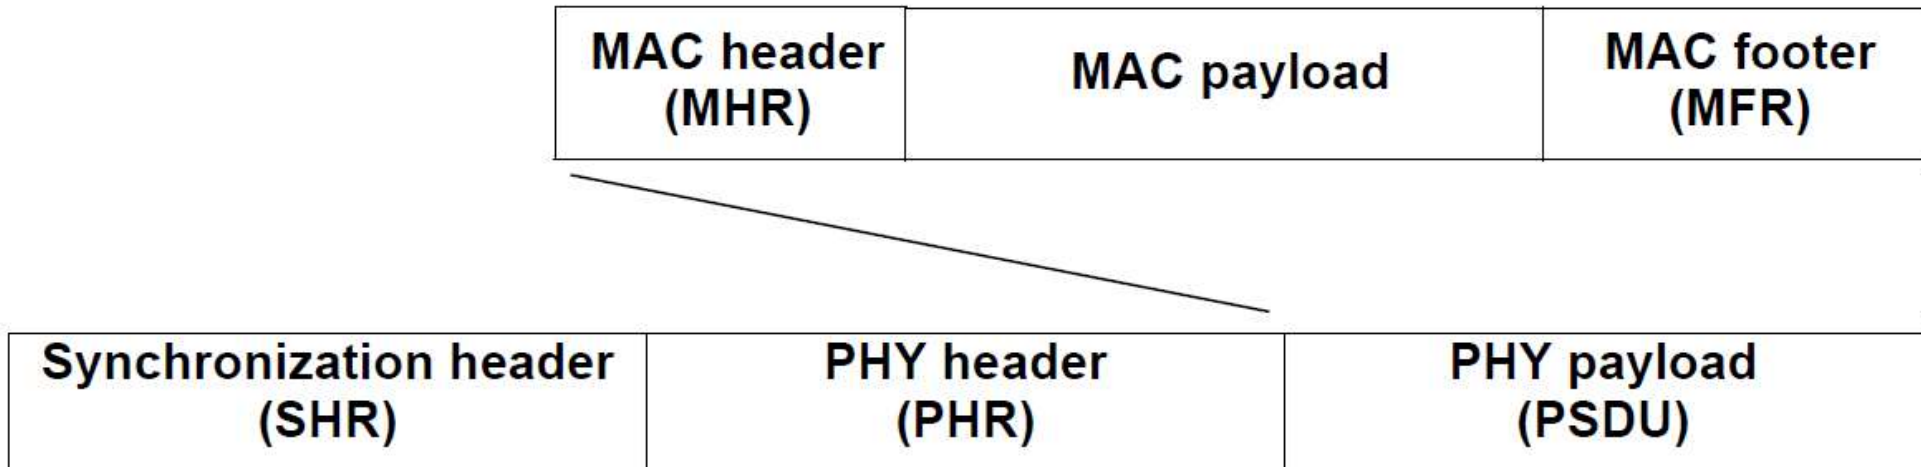 MAC header
(MHR)
MAC payload
MAC footer
(MFR)
Synchronization header
(SHR)
PHY header
(PHR)
PHY payload
(PSDU)